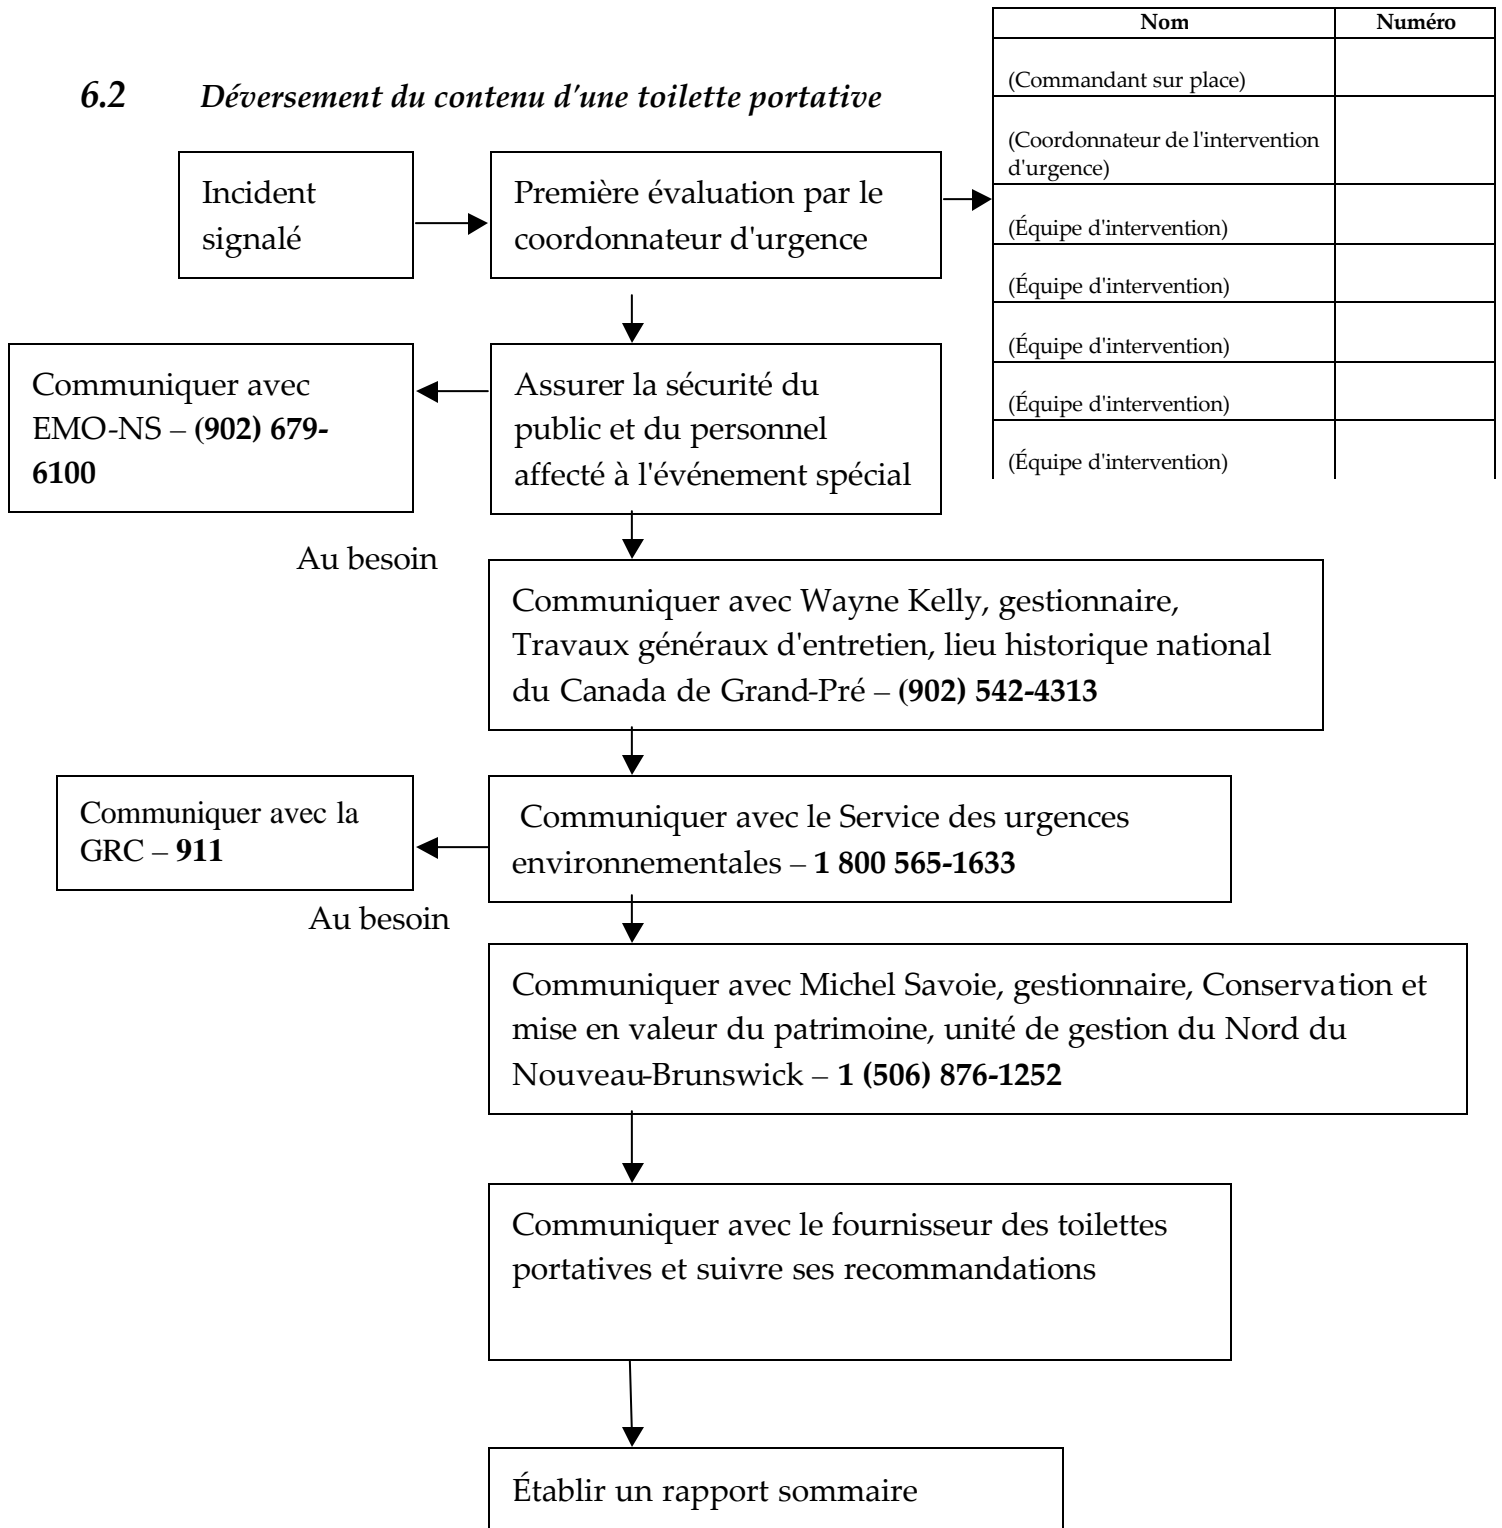 6.2 Déversement du contenu d'une toilette portative
Nom Numéro
(Commandant sur place)
(Coordonnateur de l'intervention
d'urgence)
(Équipe d'intervention)
(Équipe d'intervention)
(Équipe d'intervention)
(Équipe d'intervention)
(Équipe d'intervention)
Incident
signalé
Première évaluation par le
coordonnateur d'urgence
Assurer la sécurité du
public et du personnel
affecté à l'événement spécial
Communiquer avec
EMO-NS – (902) 679-
6100
Au besoin
Communiquer avec Wayne Kelly, gestionnaire,
Travaux généraux d'entretien, lieu historique national
du Canada de Grand-Pré – (902) 542-4313
Communiquer avec le Service des urgences
environnementales – 1 800 565-1633
Communiquer avec la
GRC – 911
Au besoin
Communiquer avec Michel Savoie, gestionnaire, Conservation et
mise en valeur du patrimoine, unité de gestion du Nord du
Nouveau-Brunswick – 1 (506) 876-1252
Communiquer avec le fournisseur des toilettes
portatives et suivre ses recommandations
Établir un rapport sommaire